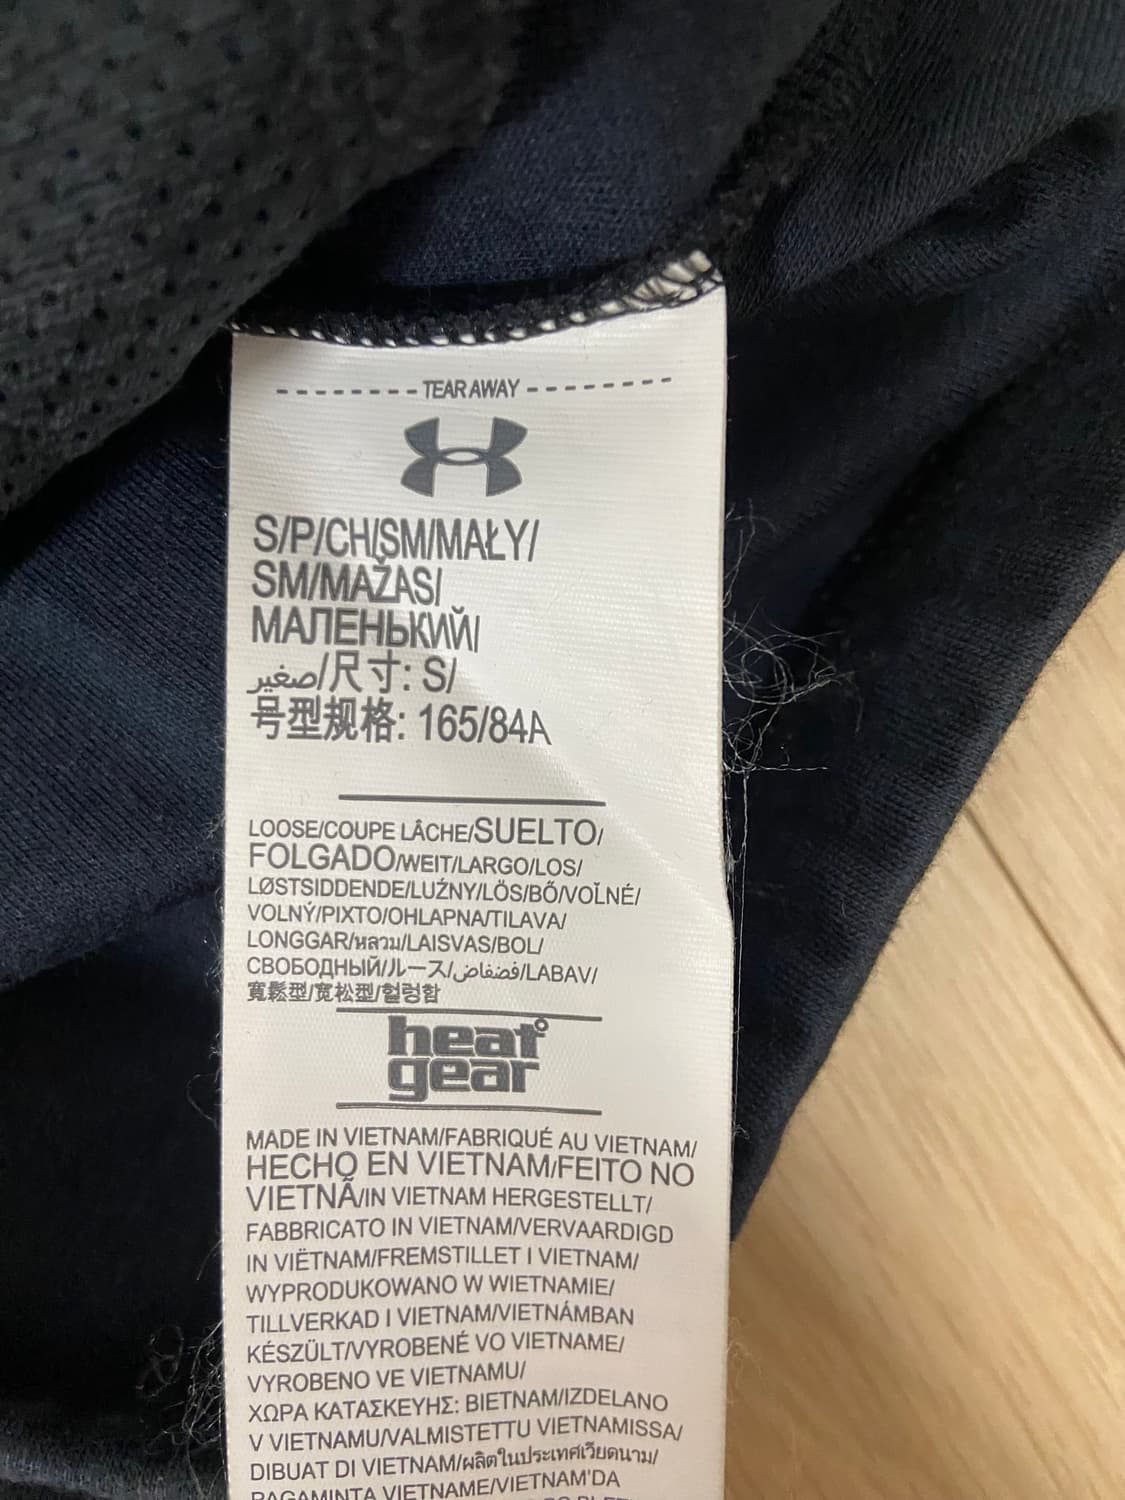 TEAR AWAY
S/P/CH/SM/MAŁY/
SM/MAŽAS/
МАЛЕНЬКИЙ/
صغير/尺寸: S/
号型规格: 165/84A
LOOSE/COUPE LÂCHE/SUELTO/
FOLGADO/WEIT/LARGO/LOS/
LØSTSIDDENDE/LUŹNY/LÖS/BŐ/VOĽNÉ/
VOLNÝ/ΡΙΧΤΟ/OHLAPNA/TILAVA/
LONGGAR/หลวม/LAISVAS/BOL/
СВОБОДНЫЙ/ルース/فضفاض/LABAV/
寬鬆型/宽松型/헐렁함
heat
gear
MADE IN VIETNAM/FABRIQUÉ AU VIETNAM/
HECHO EN VIETNAM/FEITO NO
VIETNÃ/IN VIETNAM HERGESTELLT/
FABBRICATO IN VIETNAM/VERVAARDIGD
IN VIËTNAM/FREMSTILLET I VIETNAM/
WYPRODUKOWANO W WIETNAMIE/
TILLVERKAD I VIETNAM/VIETNÁMBAN
KÉSZÜLT/VYROBENÉ VO VIETNAME/
VYROBENO VE VIETNAMU/
ΧΩΡΑ ΚΑΤΑΣΚΕΥΗΣ: ΒΙΕΤΝΑΜ/IZDELANO
V VIETNAMU/VALMISTETTU VIETNAMISSA/
DIBUAT DI VIETNAM/ผลิตในประเทศเวียดนาม/
PAGAMINTA VIETNAME/VIETNAM'DA